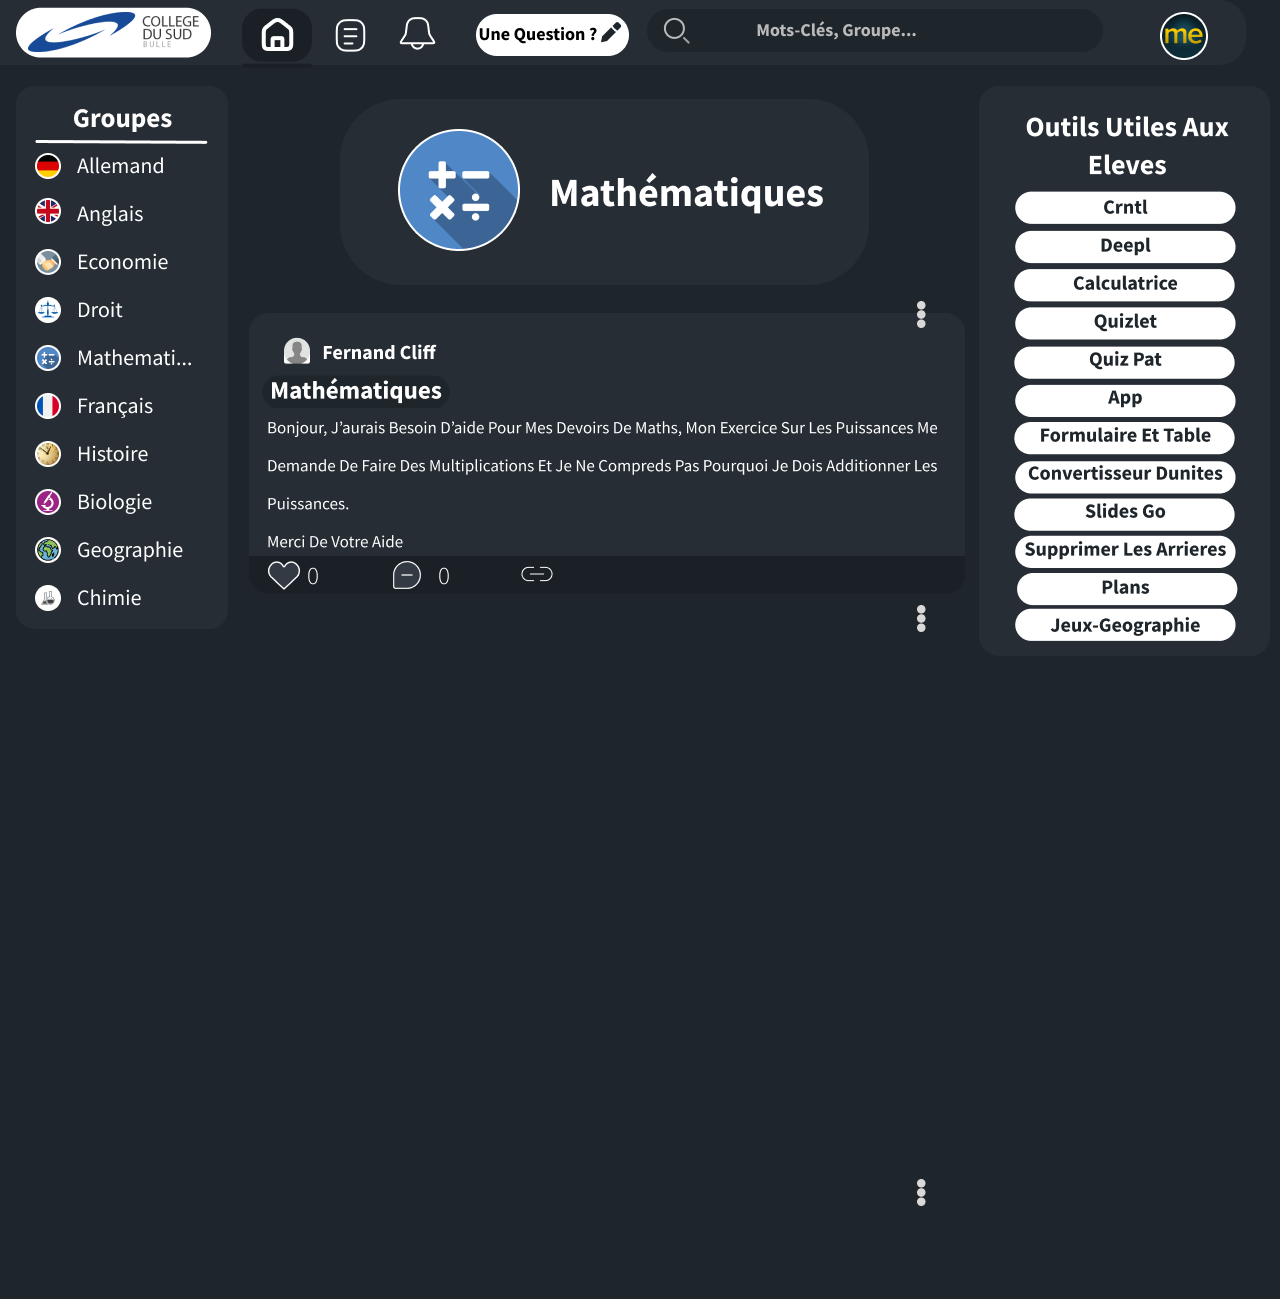 COLLEGE
DU SUD
BULLE
Une Question ?
Mots-Clés, Groupe...
me
Groupes
Allemand
Anglais
Economie
Droit
Mathemati...
Français
Histoire
Biologie
Geographie
Chimie
Mathématiques
Fernand Cliff
Mathématiques
Bonjour, J’aurais Besoin D’aide Pour Mes Devoirs De Maths, Mon Exercice Sur Les Puissances Me
Demande De Faire Des Multiplications Et Je Ne Compreds Pas Pourquoi Je Dois Additionner Les
Puissances.
Merci De Votre Aide
0
0
Outils Utiles Aux
Eleves
Crntl
Deepl
Calculatrice
Quizlet
Quiz Pat
App
Formulaire Et Table
Convertisseur Dunites
Slides Go
Supprimer Les Arrieres
Plans
Jeux-Geographie